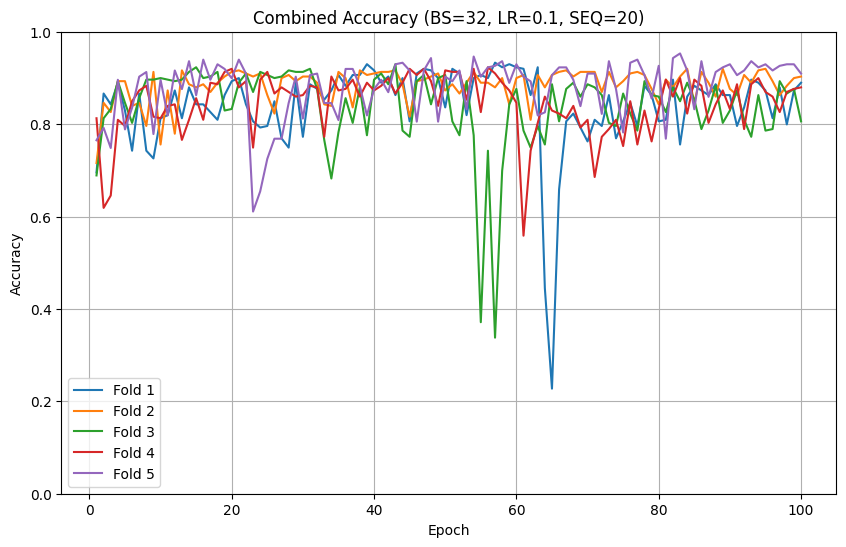 Combined Accuracy (BS=32, LR=0.1, SEQ=20)
1.0
0.8
0.6
0.4
0.2
0.0
Accuracy
Fold 1
Fold 2
Fold 3
Fold 4
Fold 5
0 20 40 60 80 100
Epoch